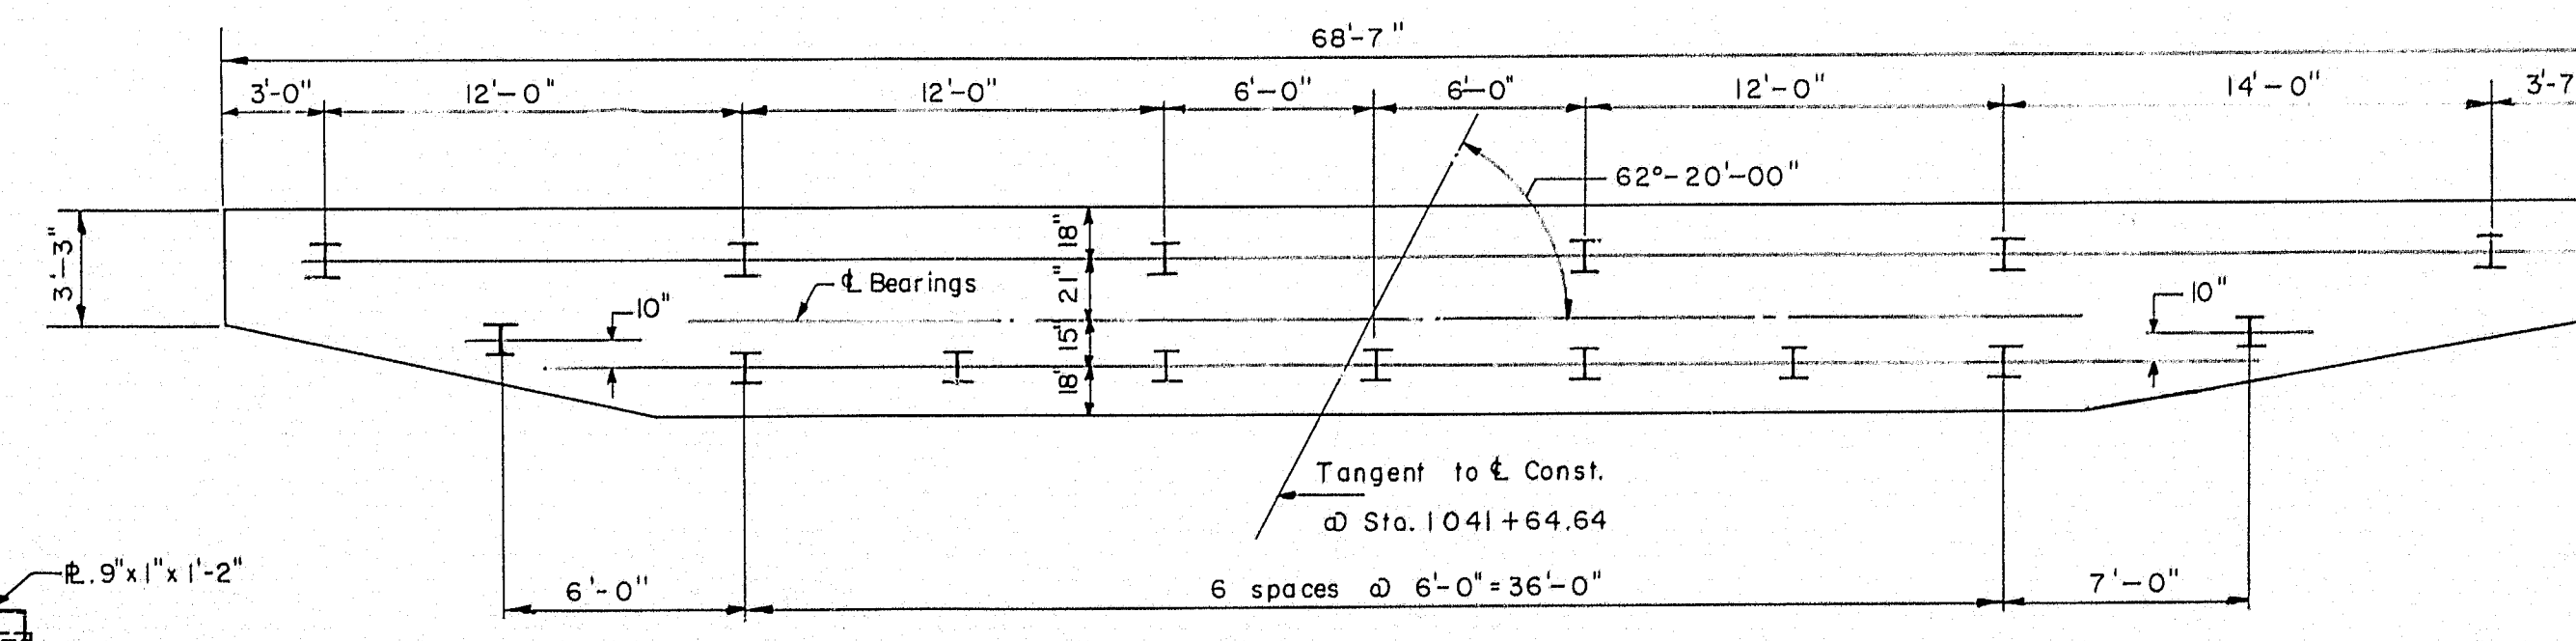 68'-7"
3'-0" 12'-0" 12'-0" 6'-0" 6'-0" 12'-0" 14'-0" 3'-7
62°-20'-00"
3'-3"
18"
21"
15"
18"
℄ Bearings
10"
10"
Tangent to ℄ Const.
@ Sta. 1041+64.64
℞. 9"x1"x1'-2"
6'-0" 6 spaces @ 6'-0"=36'-0" 7'-0"